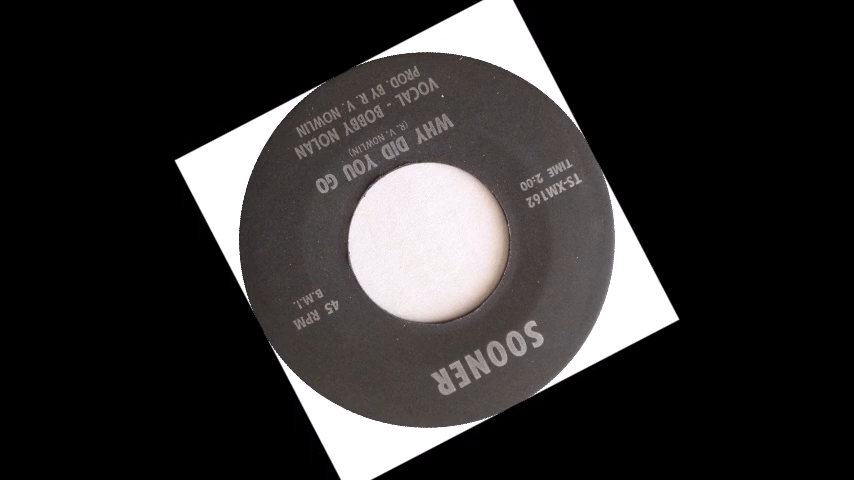 SOONER
TS-XM162
TIME 2:00
45 RPM
B.M.I.
WHY DID YOU GO
(R. V. NOWLIN)
VOCAL - BOBBY NOLAN
PROD. BY R. V. NOWLIN